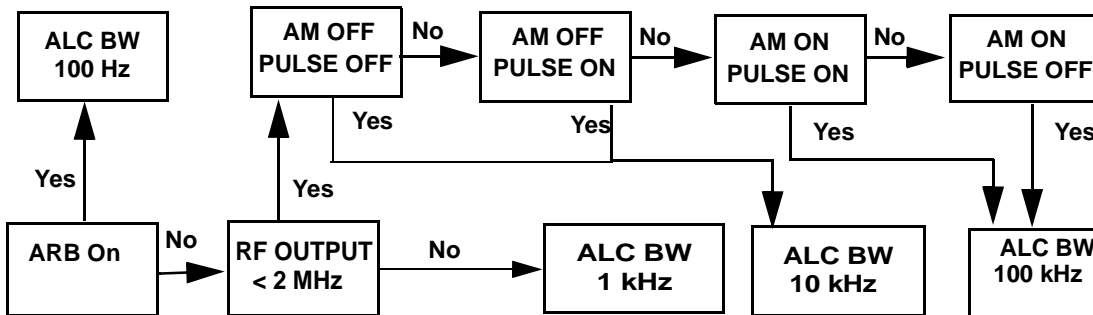 ALC BW
100 Hz
AM OFF
PULSE OFF
No
AM OFF
PULSE ON
No
AM ON
PULSE ON
No
AM ON
PULSE OFF
Yes
Yes
Yes
Yes
Yes
Yes
ARB On
No
RF OUTPUT
< 2 MHz
No
ALC BW
1 kHz
ALC BW
10 kHz
ALC BW
100 kHz